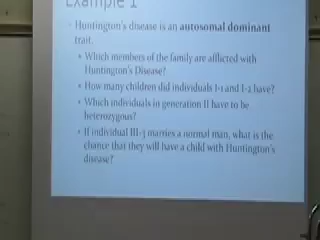 Example 1
Huntington's disease is an autosomal dominant
trait.
Which members of the family are afflicted with
Huntington's Disease?
How many children did individuals I-1 and I-2 have?
Which individuals in generation II have to be
heterozygous?
If individual III-3 marries a normal man, what is the
chance that they will have a child with Huntington's
disease?